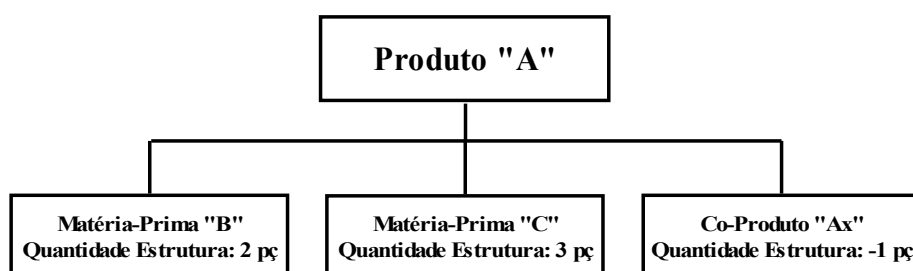 Produto "A"
Matéria-Prima "B"
Quantidade Estrutura: 2 pç
Matéria-Prima "C"
Quantidade Estrutura: 3 pç
Co-Produto "Ax"
Quantidade Estrutura: -1 pç